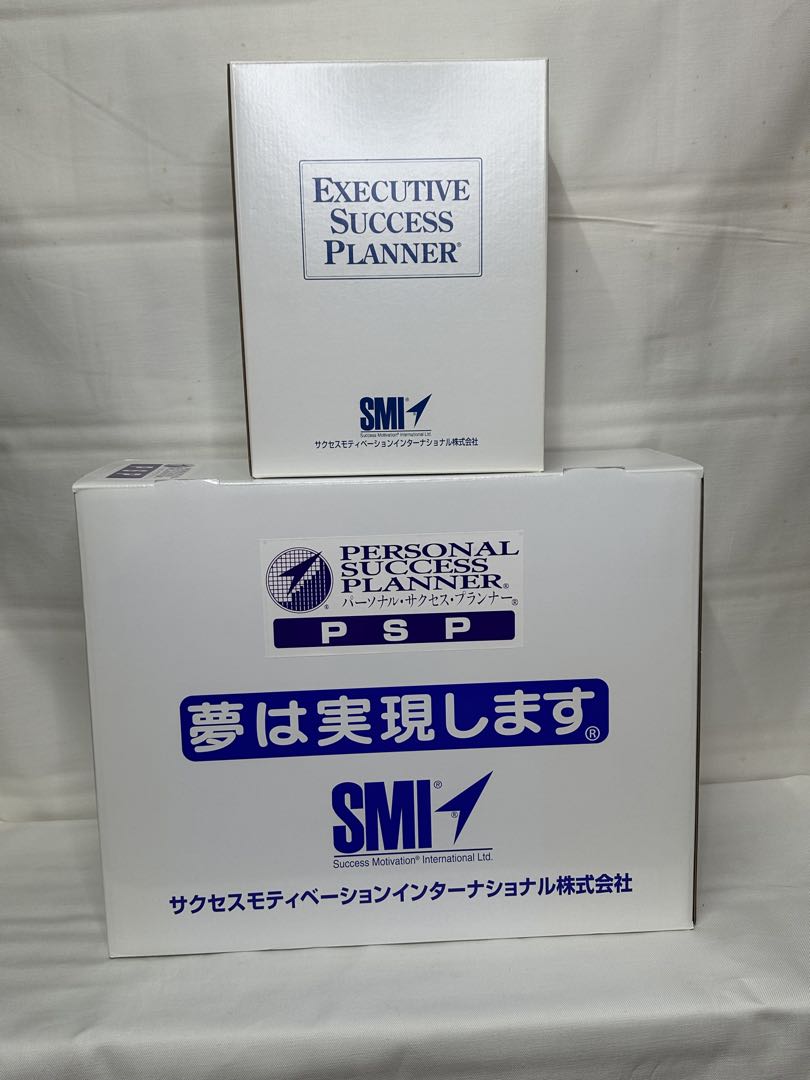 EXECUTIVE
SUCCESS
PLANNER®
SMI®
Success Motivation® International Ltd.
サクセスモティベーションインターナショナル株式会社
PERSONAL
SUCCESS
PLANNER®
パーソナル・サクセス・プランナー®
®
PSP
夢は実現します®
SMI®
®
Success Motivation® International Ltd.
サクセスモティベーションインターナショナル株式会社